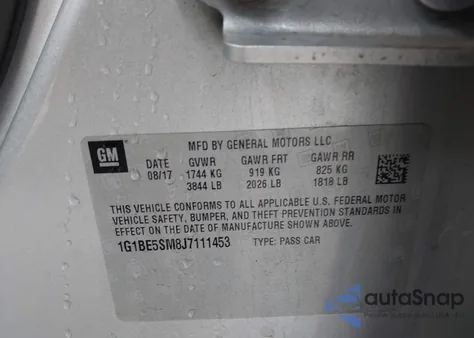 GM
MFD BY GENERAL MOTORS LLC
DATE GVWR GAWR FRT GAWR RR
08/17 1744 KG 919 KG 825 KG
3844 LB 2026 LB 1818 LB
THIS VEHICLE CONFORMS TO ALL APPLICABLE U.S. FEDERAL MOTOR
VEHICLE SAFETY, BUMPER, AND THEFT PREVENTION STANDARDS IN
EFFECT ON THE DATE OF MANUFACTURE SHOWN ABOVE.
1G1BE5SM8J7111453 TYPE: PASS CAR
autoSnap